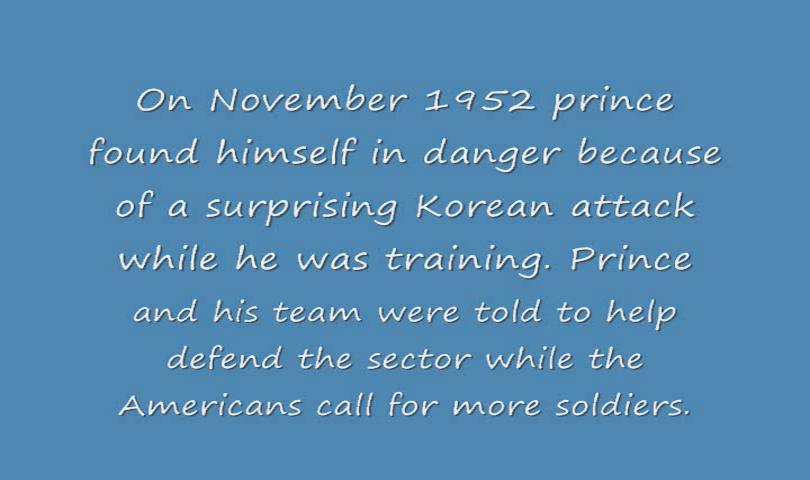 On November 1952 prince
found himself in danger because
of a surprising Korean attack
while he was training. Prince
and his team were told to help
defend the sector while the
Americans call for more soldiers.